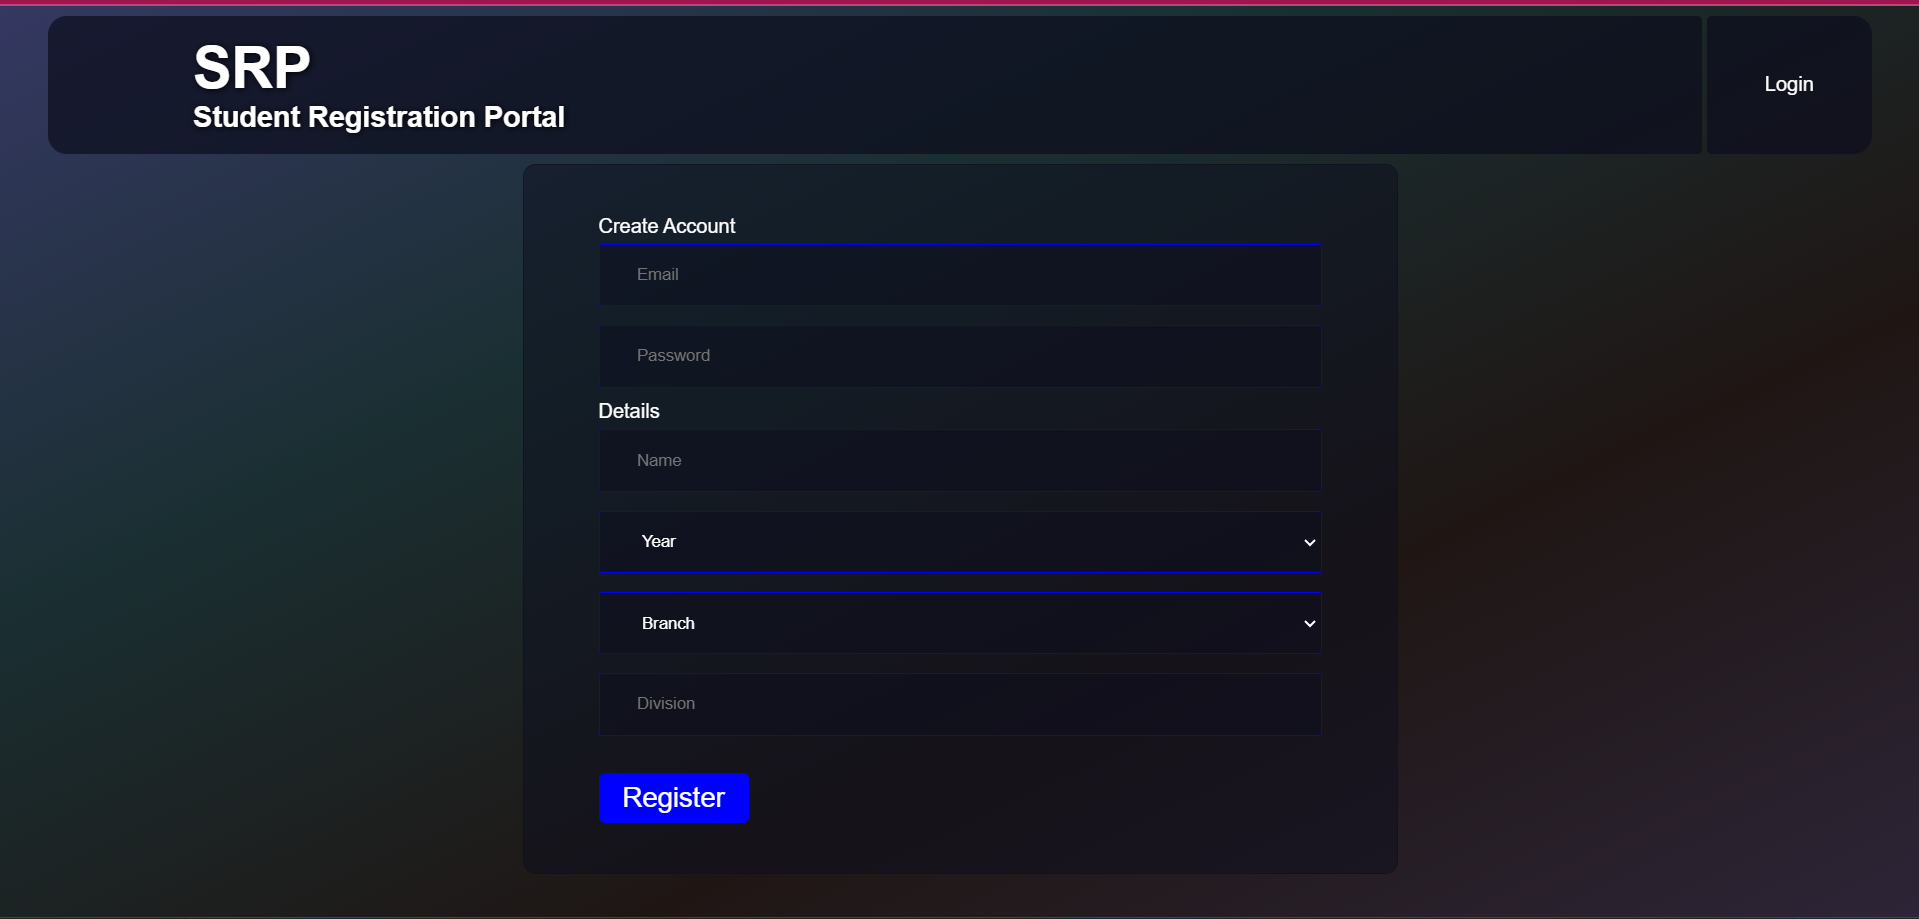 SRP
Student Registration Portal
Login
Create Account
Email
Password
Details
Name
Year
Branch
Division
Register